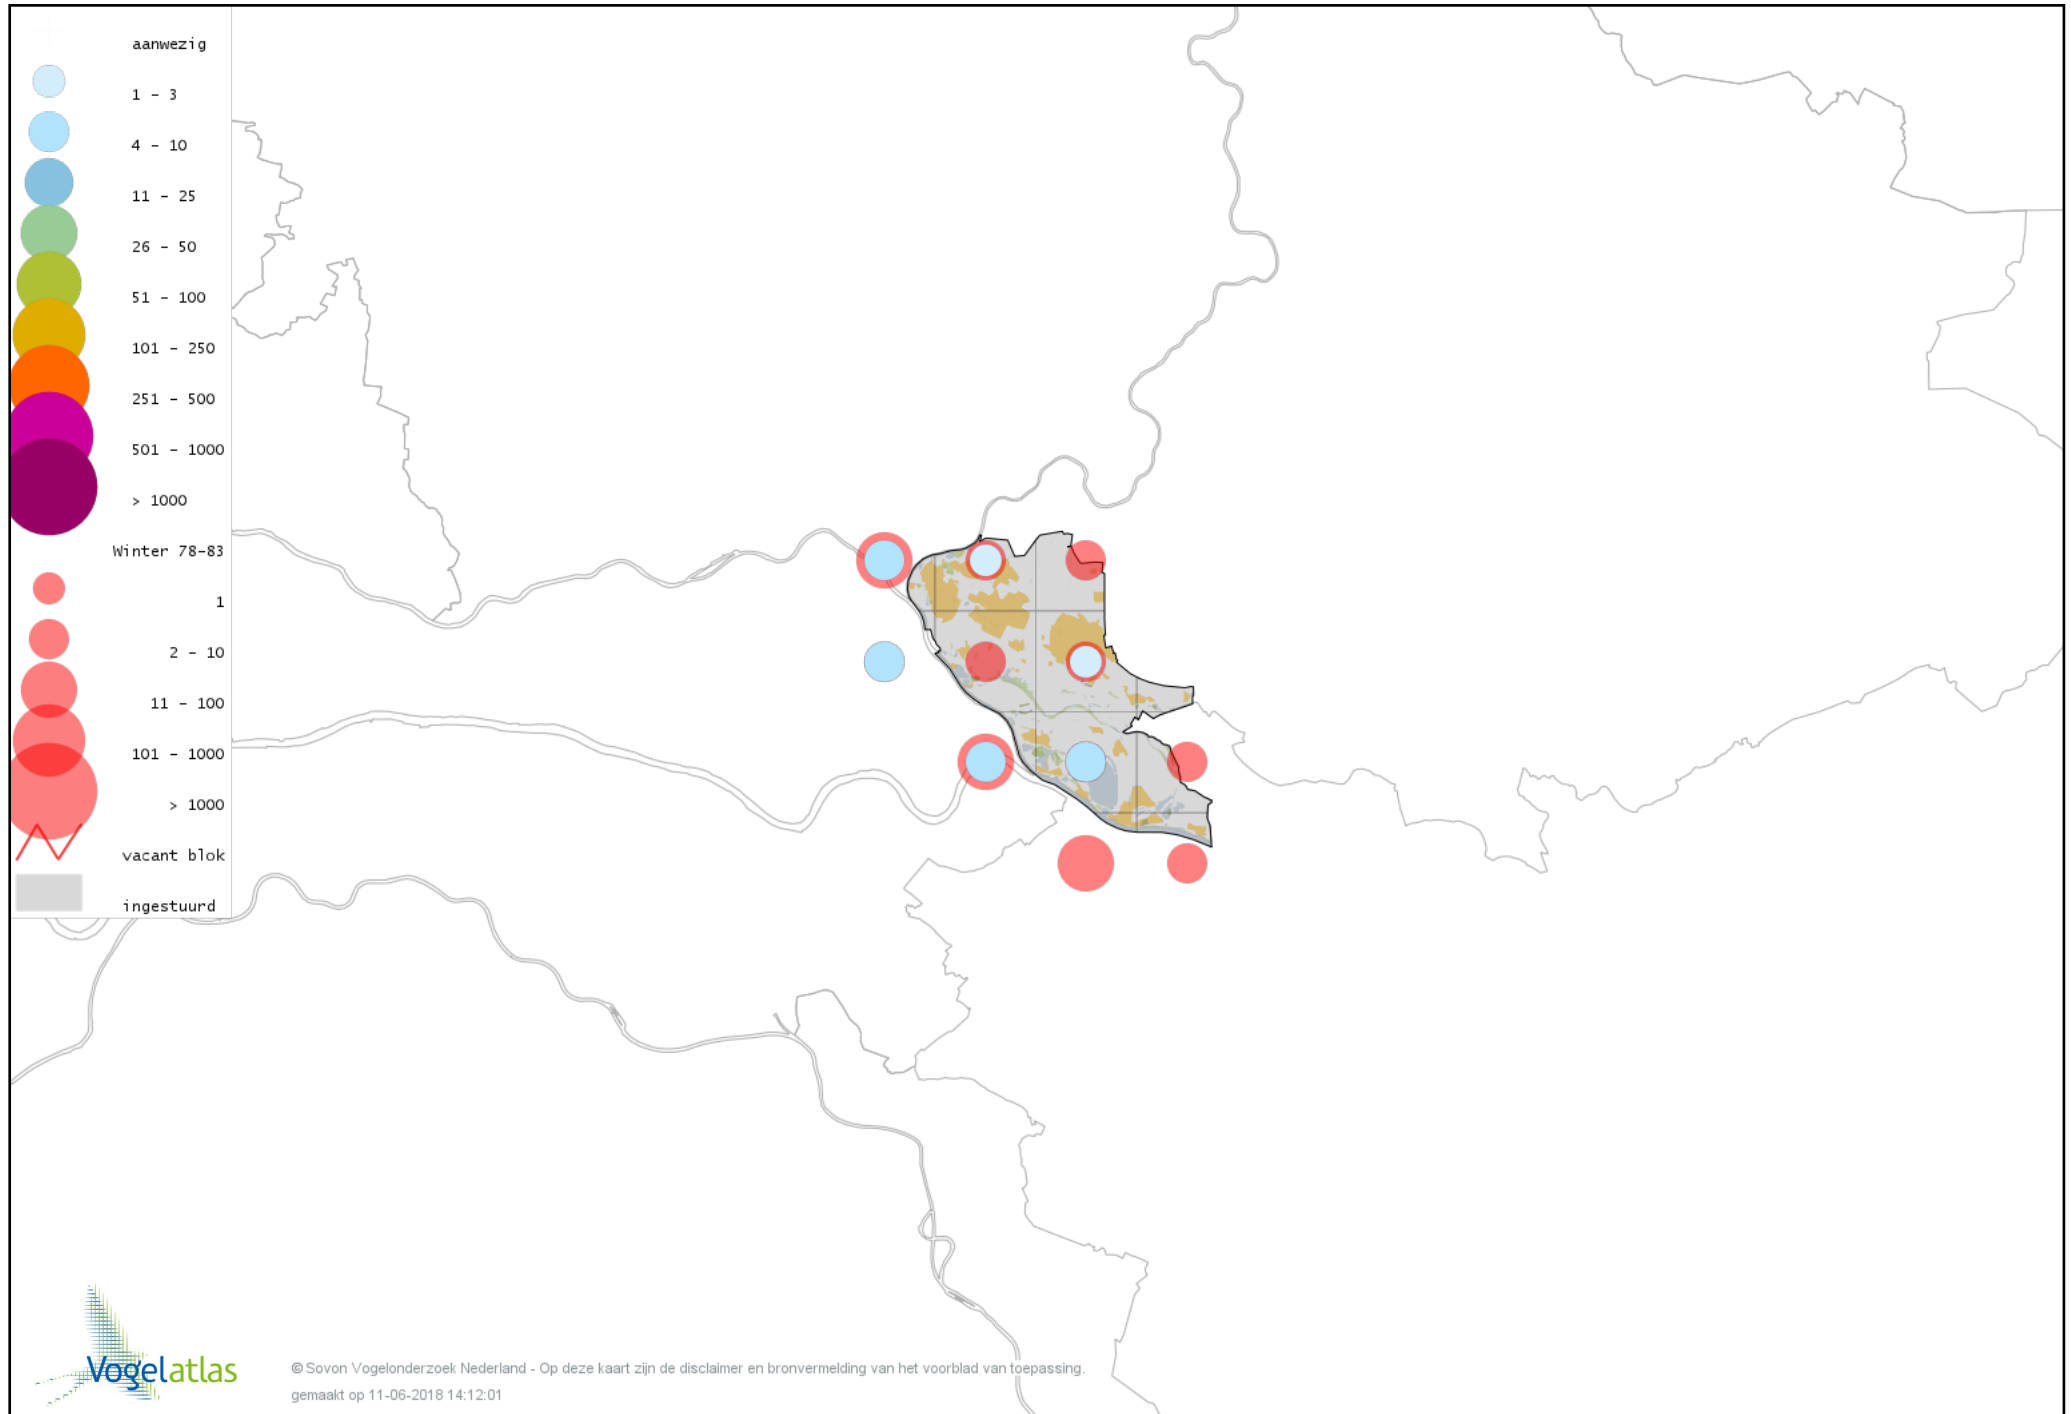 aanwezig
1 - 3
4 - 10
11 - 25
26 - 50
51 - 100
101 - 250
251 - 500
501 - 1000
> 1000
Winter 78-83
1
2 - 10
11 - 100
101 - 1000
> 1000
vacant blok
ingestuurd
Vogelatlas
© Sovon Vogelonderzoek Nederland - Op deze kaart zijn de disclaimer en bronvermelding van het voorblad van toepassing.
gemaakt op 11-06-2018 14:12:01